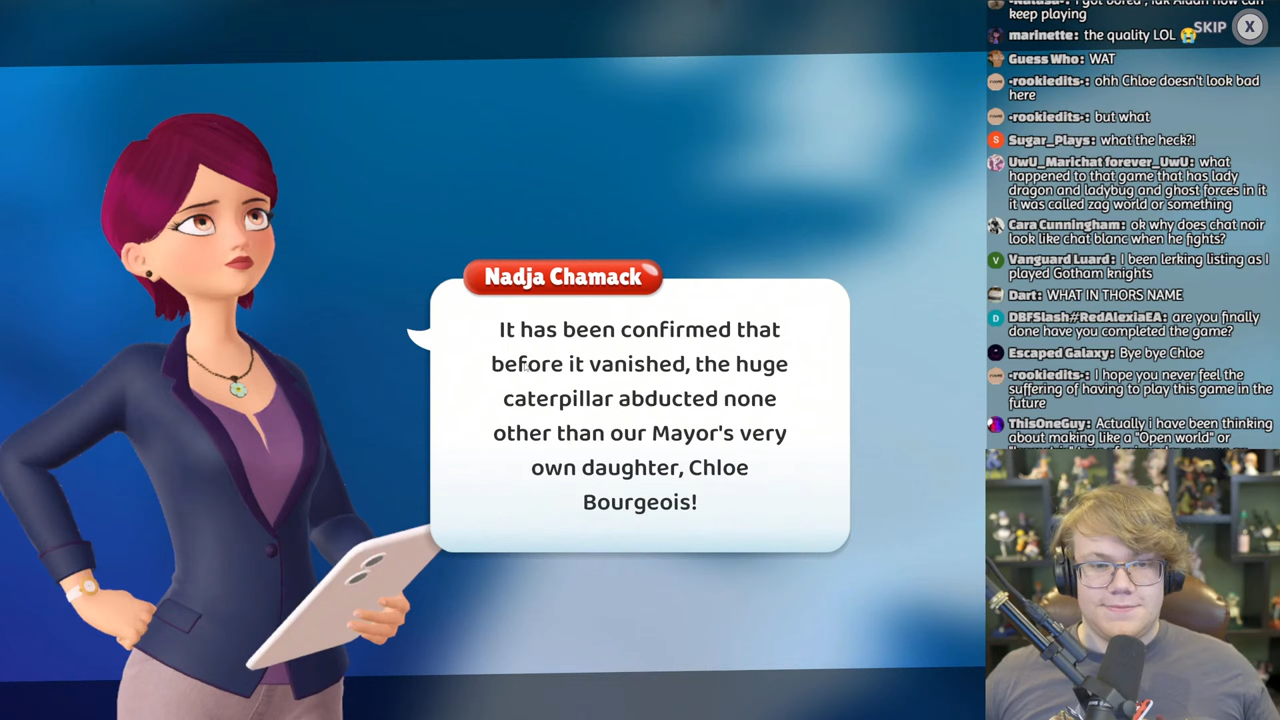 Nadja Chamack
It has been confirmed that
before it vanished, the huge
caterpillar abducted none
other than our Mayor's very
own daughter, Chloe
Bourgeois!
SKIP X
keep playing
marinette: the quality LOL 😭
Guess Who: WAT
-rookiedits-: ohh Chloe doesn't look bad
here
-rookiedits-: but what
S Sugar_Plays: what the heck?!
UwU_Marichat forever_UwU: what
happened to that game that has lady
dragon and ladybug and ghost forces in it
it was called zag world or something
Cara Cunningham: ok why does chat noir
look like chat blanc when he fights?
V Vanguard Luard: I been lerking listing as I
played Gotham knights
Dart: WHAT IN THORS NAME
D DBFSlash#RedAlexiaEA: are you finally
done have you completed the game?
Escaped Galaxy: Bye bye Chloe
-rookiedits-: I hope you never feel the
suffering of having to play this game in the
future
ThisOneGuy: Actually i have been thinking
about making like a "Open world" or